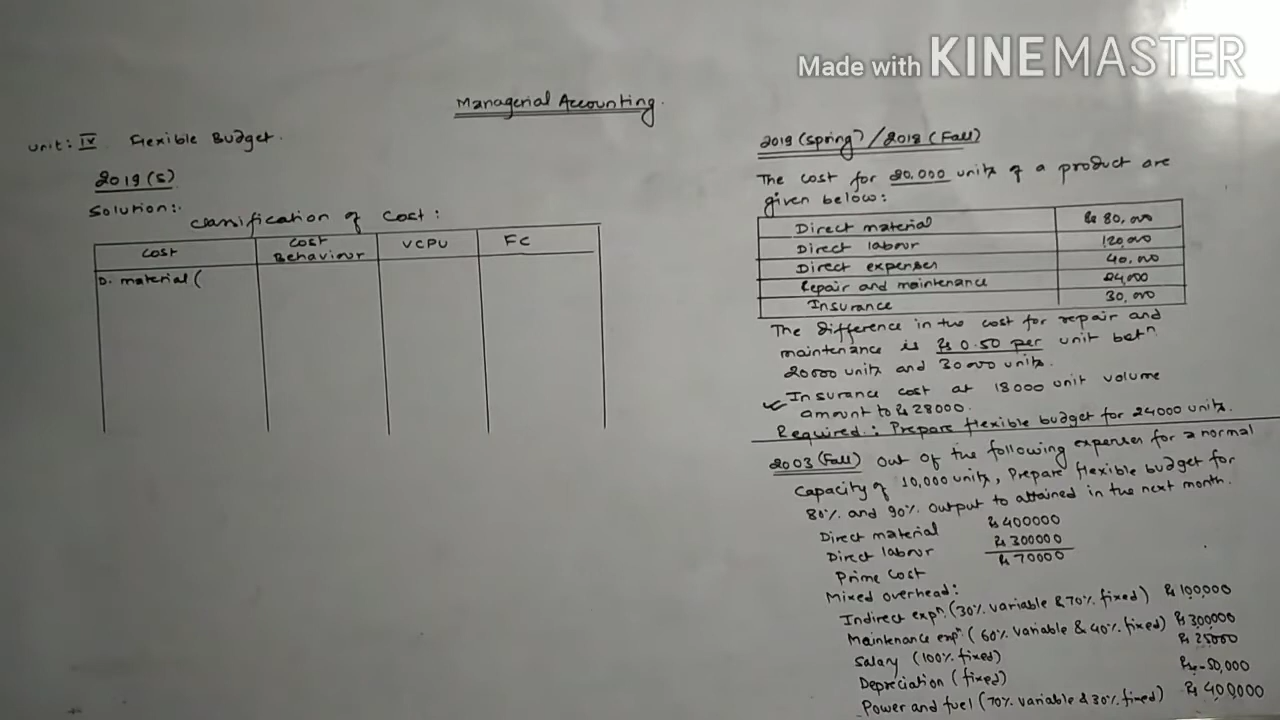 Made with KINEMASTER
Managerial Accounting.
Unit: IV Flexible Budget.
2019 (S)
Solution:.
Classification of Cost:
Cost
Cost Behaviour
VCPU
FC
D. material (
2019 (Spring) / 2018 (Fall)
The cost for 20,000 units of a product are
given below:
Direct material Rs 80,000
Direct labour 120,000
Direct expenses 40,000
Repair and maintenance 24,000
Insurance 30,000
The difference in the cost for repair and
maintenance is Rs 0.50 per unit betn
20000 units and 30000 units.
Insurance cost at 18000 unit volume
amount to Rs 28000.
Required: Prepare flexible budget for 24000 units.
2003 (Fall) Out of the following expenses for a normal
capacity of 10,000 units, Prepare flexible budget for
80% and 90% output to attained in the next month.
Direct material Rs 400000
Direct labour Rs 300000
Prime cost Rs 70000
Mixed overhead:
Indirect expn (30% variable & 70% fixed) Rs 100,000
Maintenance expn (60% variable & 40% fixed) Rs 300000
Salary (100% fixed) Rs 25000
Depreciation (fixed) Rs 50,000
Power and fuel (70% variable & 30% fixed) Rs 400,000